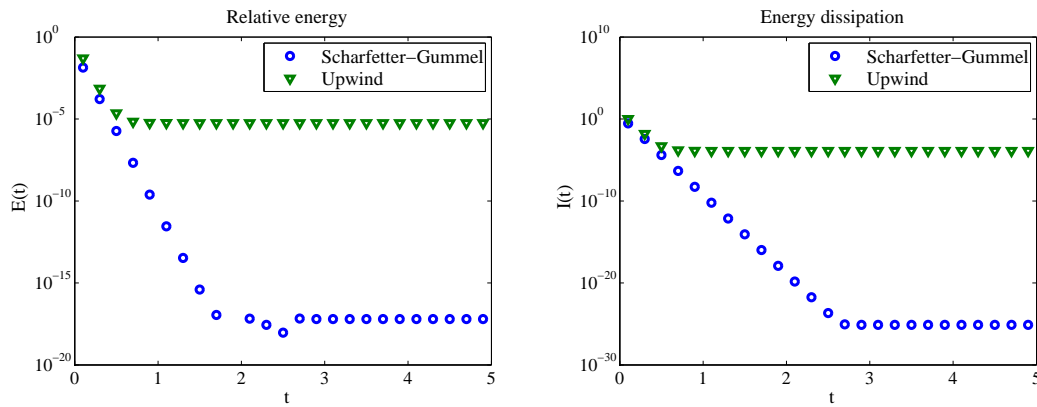 Relative energy
10^0
10^-5
10^-10
10^-15
10^-20
E(t)
0 1 2 3 4 5
t
Scharfetter−Gummel
Upwind
Energy dissipation
10^10
10^0
10^-10
10^-20
10^-30
I(t)
0 1 2 3 4 5
t
Scharfetter−Gummel
Upwind